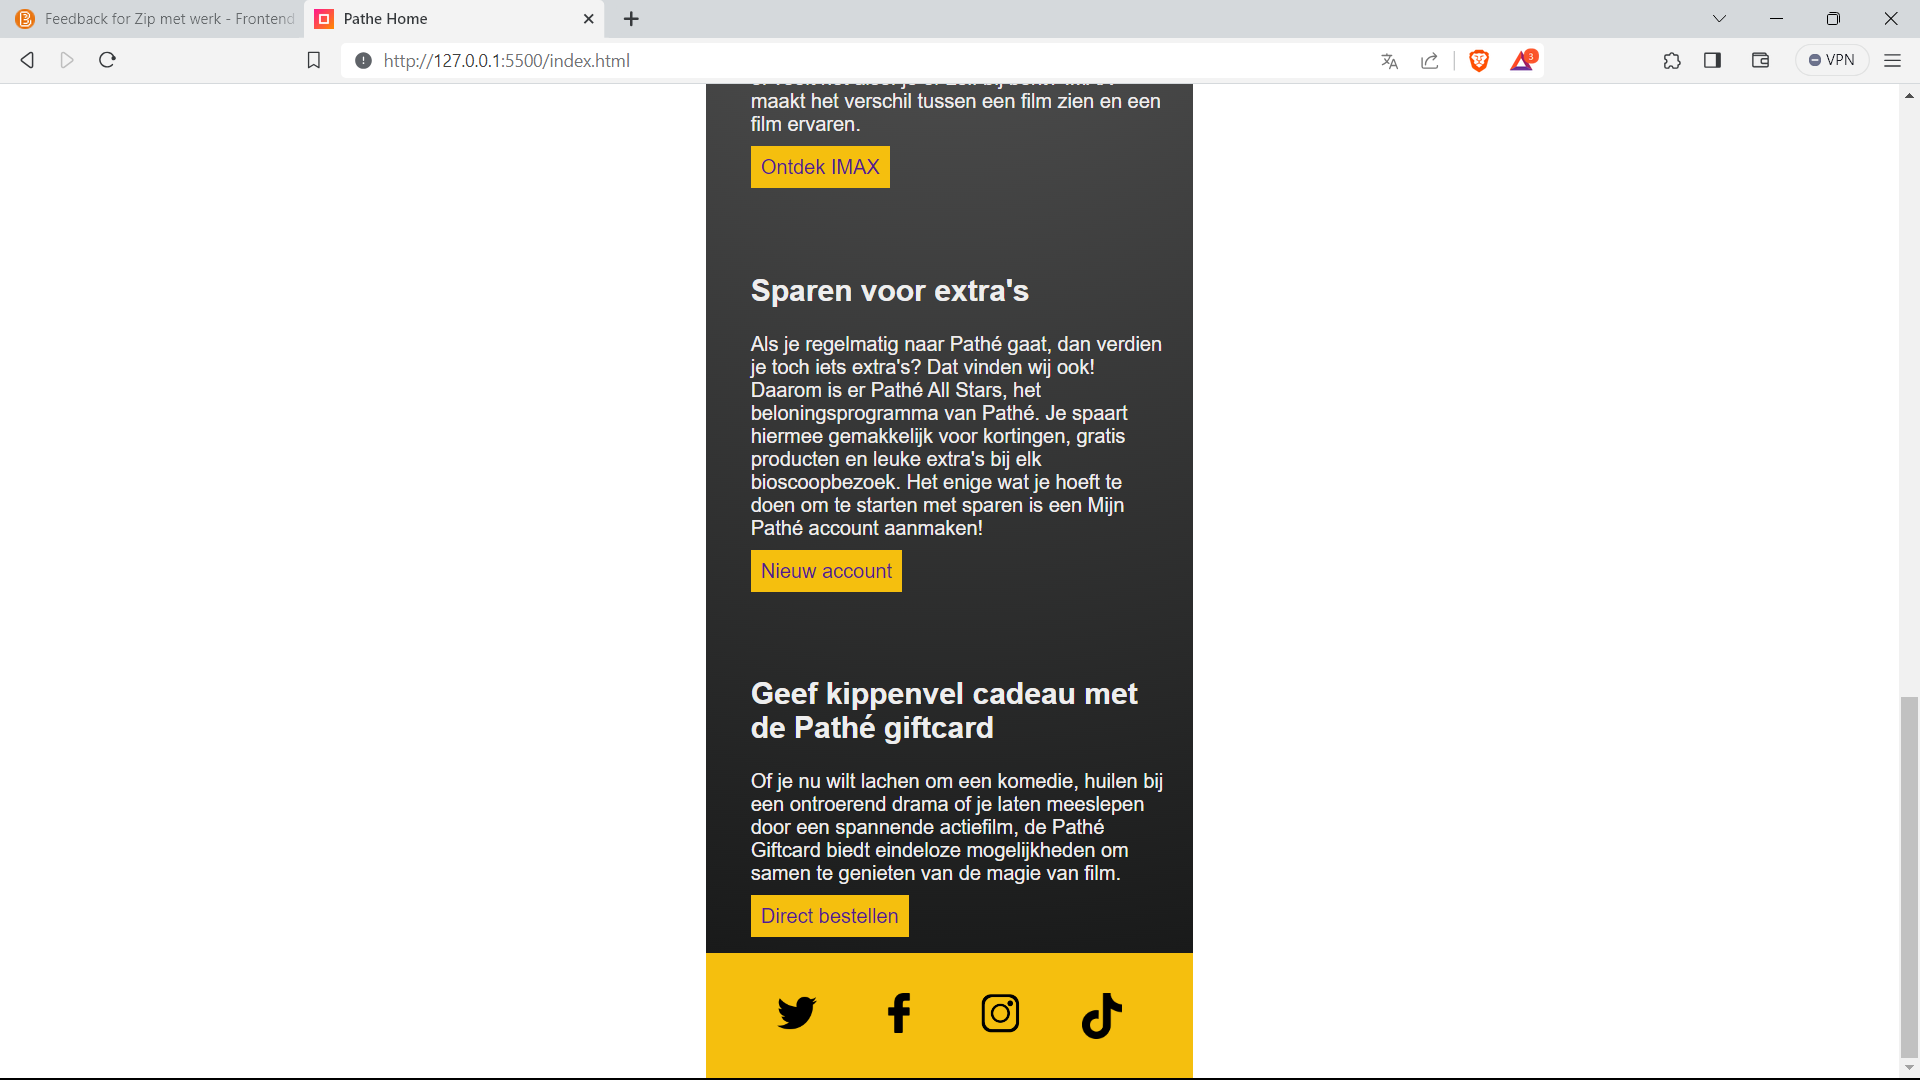 Feedback for Zip met werk - Frontend
Pathe Home
http://127.0.0.1:5500/index.html
3
VPN
maakt het verschil tussen een film zien en een
film ervaren.
Ontdek IMAX
Sparen voor extra's
Als je regelmatig naar Pathé gaat, dan verdien
je toch iets extra's? Dat vinden wij ook!
Daarom is er Pathé All Stars, het
beloningsprogramma van Pathé. Je spaart
hiermee gemakkelijk voor kortingen, gratis
producten en leuke extra's bij elk
bioscoopbezoek. Het enige wat je hoeft te
doen om te starten met sparen is een Mijn
Pathé account aanmaken!
Nieuw account
Geef kippenvel cadeau met
de Pathé giftcard
Of je nu wilt lachen om een komedie, huilen bij
een ontroerend drama of je laten meeslepen
door een spannende actiefilm, de Pathé
Giftcard biedt eindeloze mogelijkheden om
samen te genieten van de magie van film.
Direct bestellen